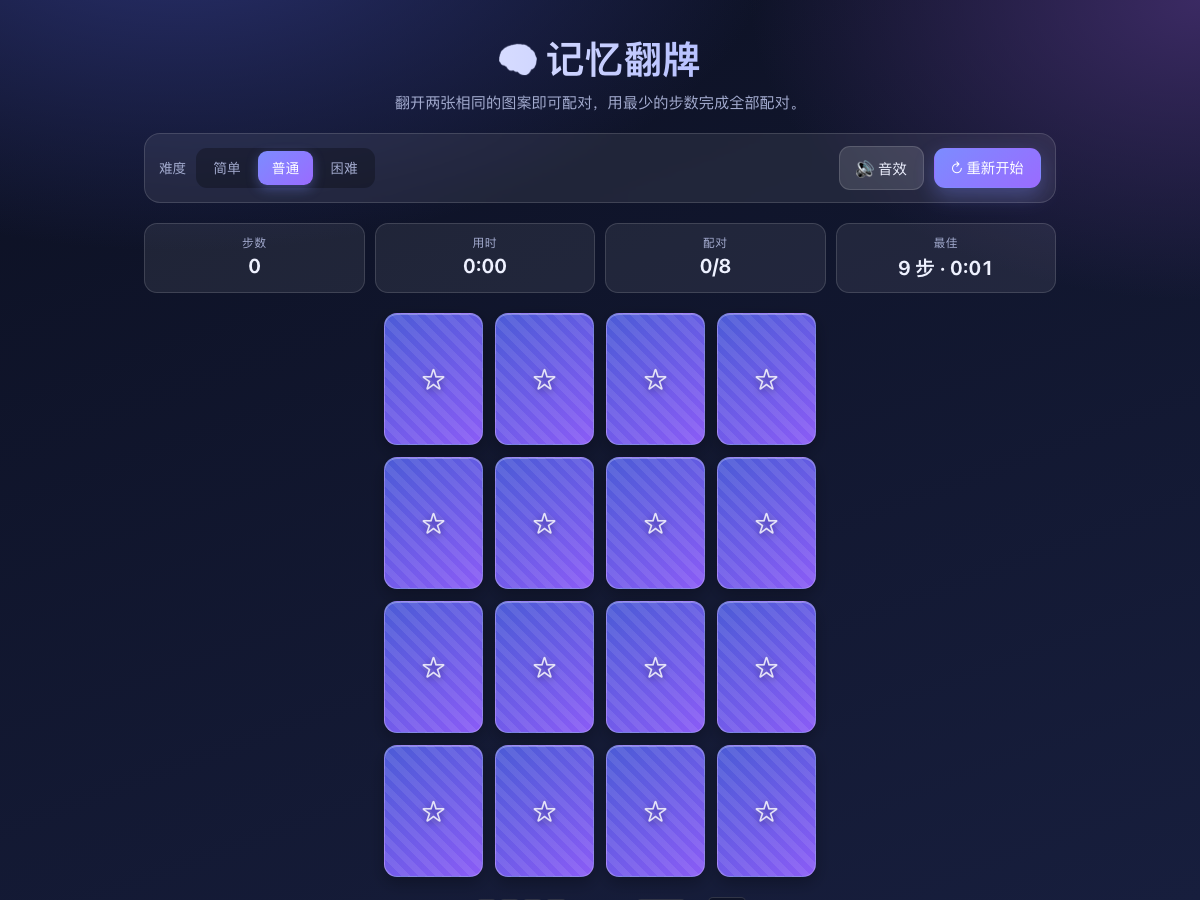 记忆翻牌
翻开两张相同的图案即可配对，用最少的步数完成全部配对。
难度 简单 普通 困难 音效 重新开始
步数 用时 配对 最佳
0 0:00 0/8 9 步 · 0:01